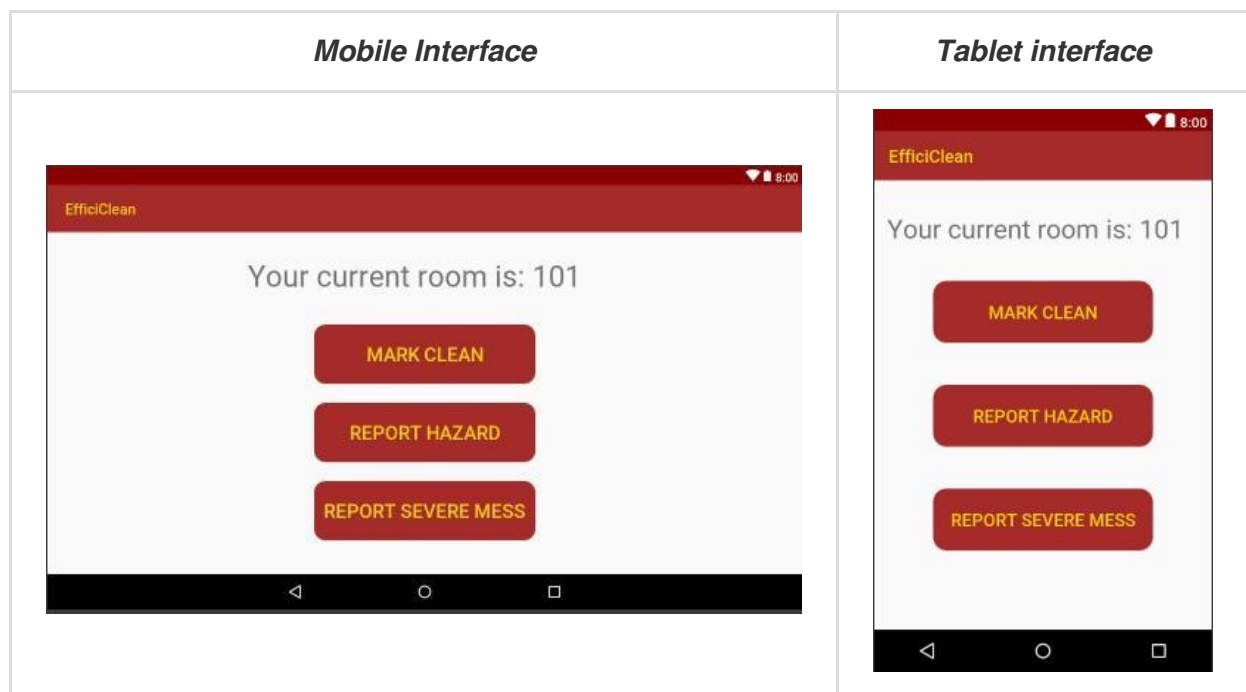 Mobile Interface
Tablet interface
8:00
EfficiClean
Your current room is: 101
MARK CLEAN
REPORT HAZARD
REPORT SEVERE MESS
8:00
EfficiClean
Your current room is: 101
MARK CLEAN
REPORT HAZARD
REPORT SEVERE MESS